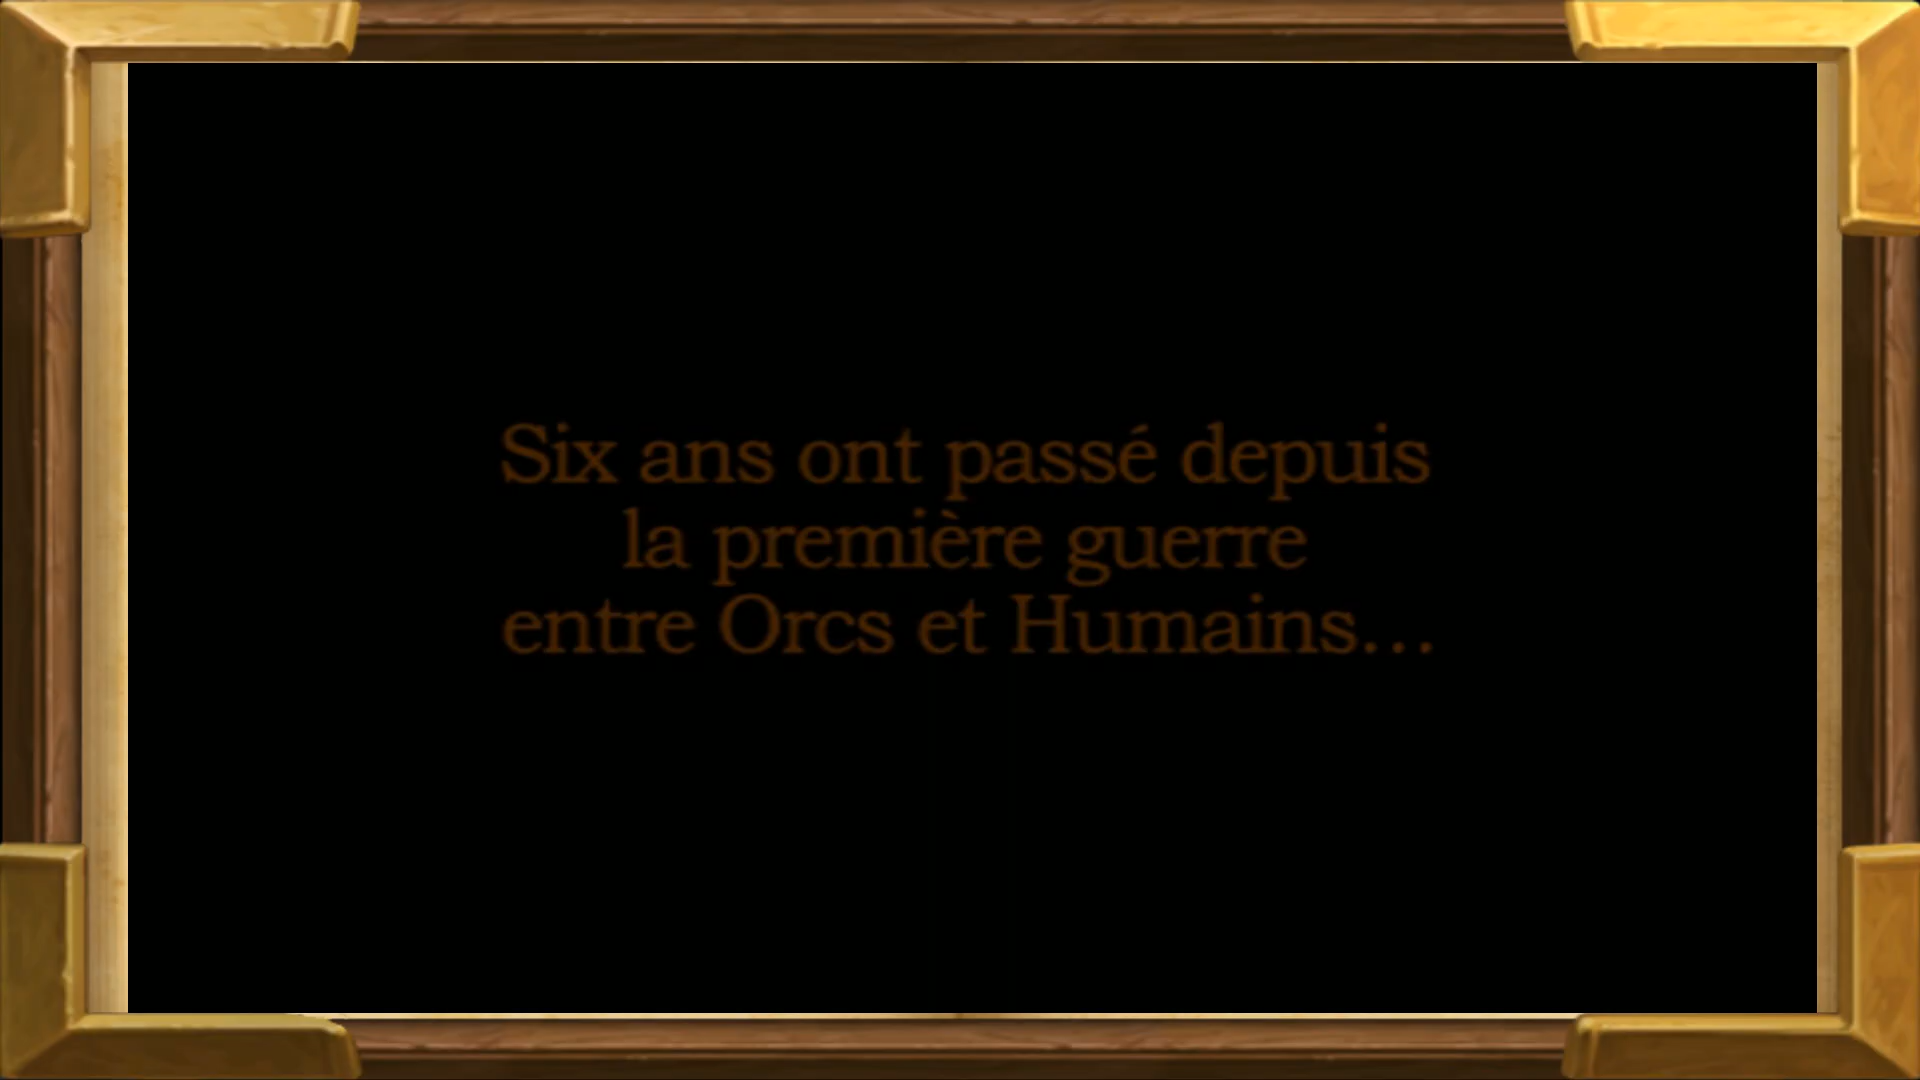 Six ans ont passé depuis
la première guerre
entre Orcs et Humains...